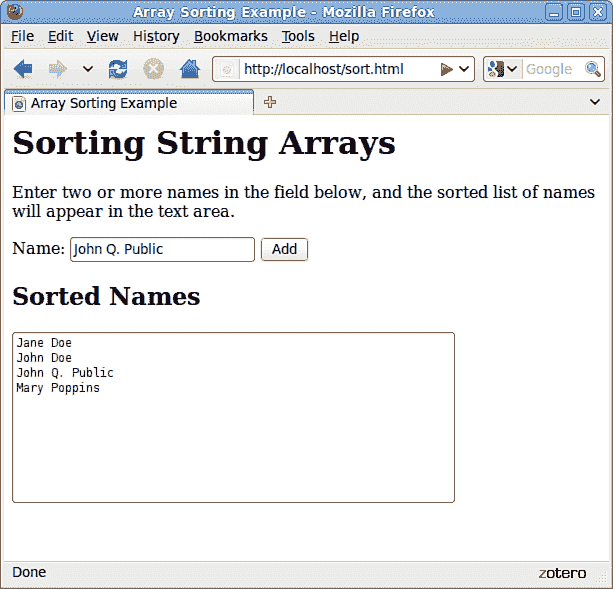 Array Sorting Example - Mozilla Firefox
File Edit View History Bookmarks Tools Help
http://localhost/sort.html Google
Array Sorting Example
Sorting String Arrays
Enter two or more names in the field below, and the sorted list of names
will appear in the text area.
Name: John Q. Public Add
Sorted Names
Jane Doe
John Doe
John Q. Public
Mary Poppins
Done zotero